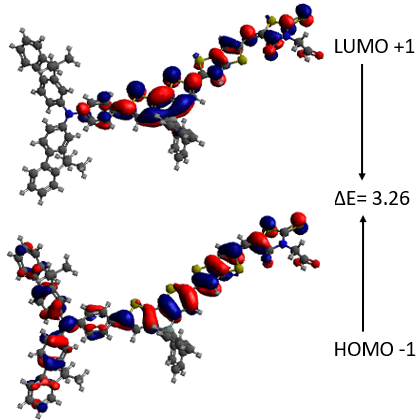 LUMO +1
ΔE= 3.26
HOMO -1